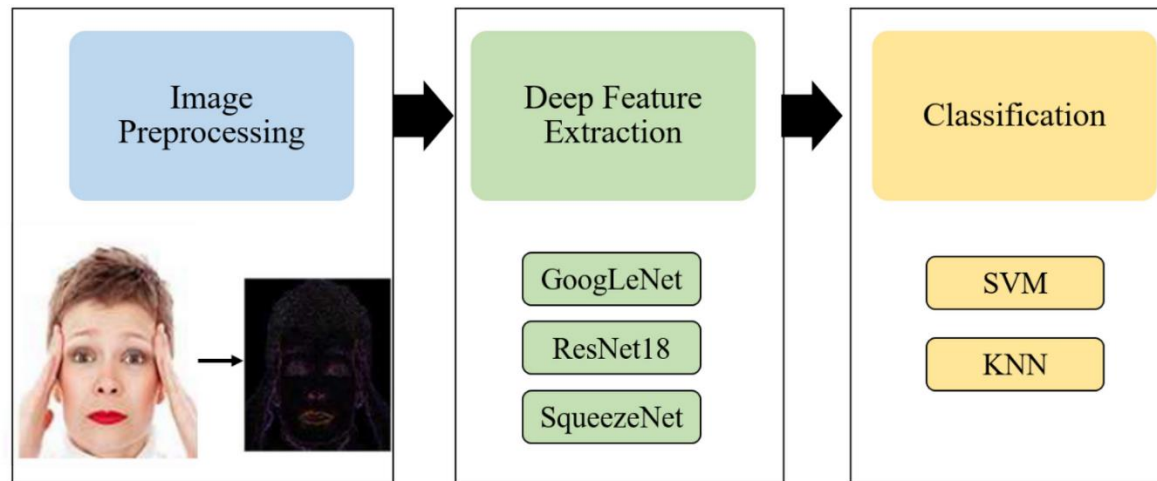 Image
Preprocessing
Deep Feature
Extraction
Classification
GoogLeNet
ResNet18
SqueezeNet
SVM
KNN